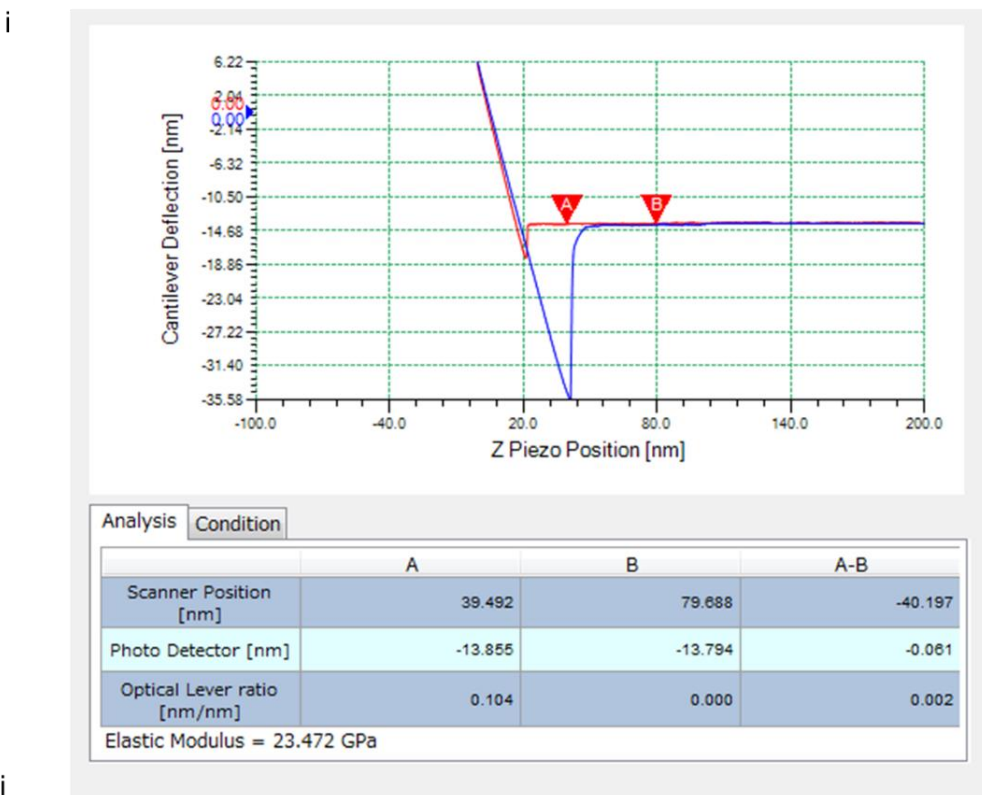 i
6.22
2.04
0.00
0.00
-2.14
-6.32
-10.50
-14.68
-18.86
-23.04
-27.22
-31.40
-35.58
Cantilever Deflection [nm]
A B
-100.0 -40.0 20.0 80.0 140.0 200.0
Z Piezo Position [nm]
Analysis Condition
A B A-B
Scanner Position
[nm] 39.492 79.688 -40.197
Photo Detector [nm] -13.855 -13.794 -0.061
Optical Lever ratio
[nm/nm] 0.104 0.000 0.002
Elastic Modulus = 23.472 GPa